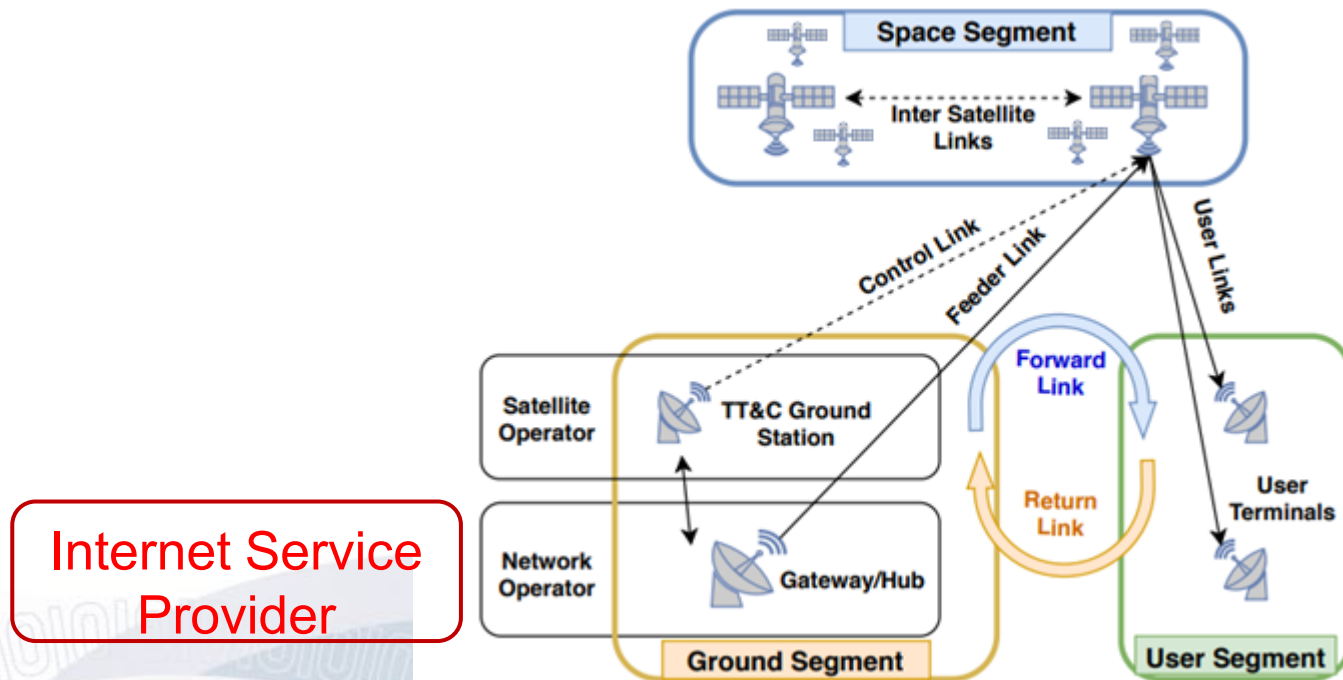 Space Segment
Inter Satellite
Links
Control Link
Feeder Link
User Links
Forward
Link
Return
Link
Satellite
Operator
TT&C Ground
Station
Network
Operator
Gateway/Hub
User
Terminals
Ground Segment
User Segment
Internet Service
Provider